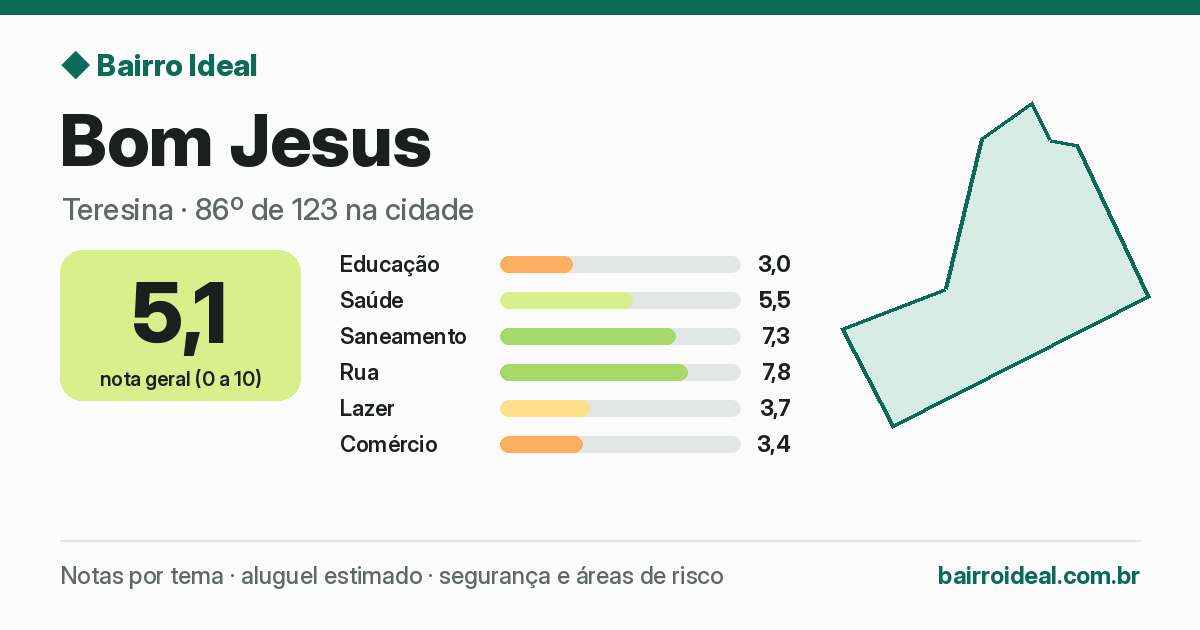 Bairro Ideal
Bom Jesus
Teresina · 86º de 123 na cidade
5,1
nota geral (0 a 10)
Educação 3,0
Saúde 5,5
Saneamento 7,3
Rua 7,8
Lazer 3,7
Comércio 3,4
Notas por tema · aluguel estimado · segurança e áreas de risco
bairroideal.com.br